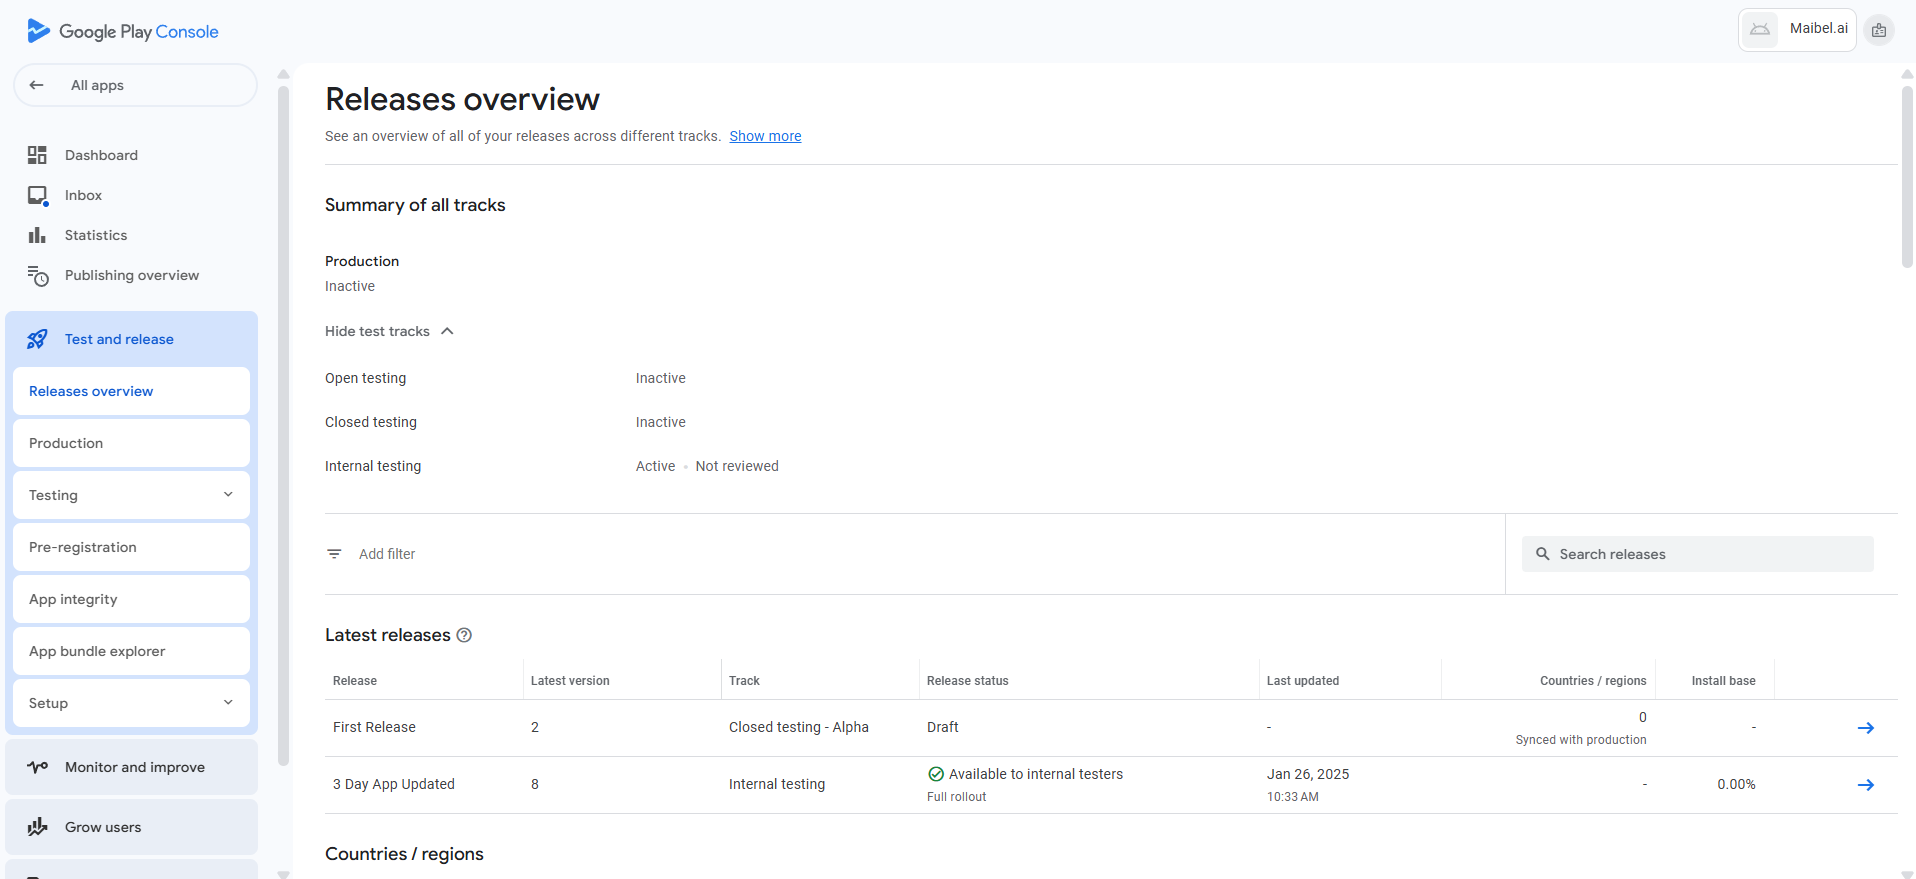 Google Play Console
Maibel.ai
All apps
Dashboard
Inbox
Statistics
Publishing overview
Test and release
Releases overview
Production
Testing
Pre-registration
App integrity
App bundle explorer
Setup
Monitor and improve
Grow users
Releases overview
See an overview of all of your releases across different tracks. Show more
Summary of all tracks
Production
Inactive
Hide test tracks
Open testing Inactive
Closed testing Inactive
Internal testing Active • Not reviewed
Add filter
Search releases
Latest releases
Release Latest version Track Release status Last updated Countries / regions Install base
First Release 2 Closed testing - Alpha Draft - 0 -
Synced with production
3 Day App Updated 8 Internal testing Available to internal testers Jan 26, 2025 - 0.00%
Full rollout 10:33 AM
Countries / regions